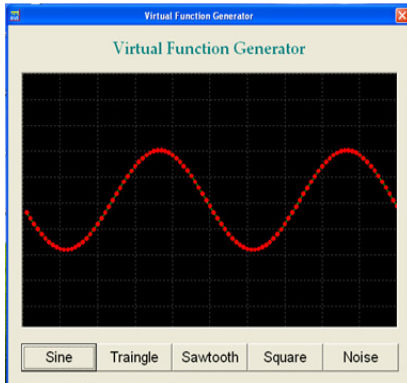 Virtual Function Generator
Virtual Function Generator
Sine Traingle Sawtooth Square Noise